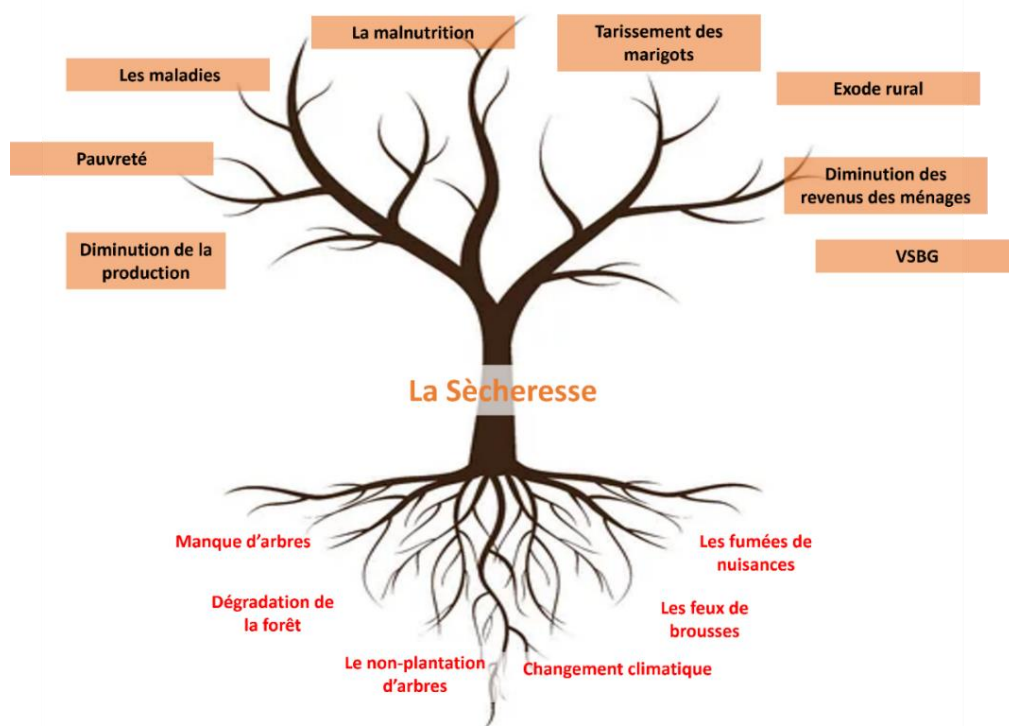 La malnutrition
Tarissement des
marigots
Les maladies
Exode rural
Pauvreté
Diminution des
revenus des ménages
Diminution de la
production
VSBG
La Sècheresse
Manque d'arbres
Les fumées de
nuisances
Dégradation de
la forêt
Les feux de
brousses
Le non-plantation
d'arbres
Changement climatique